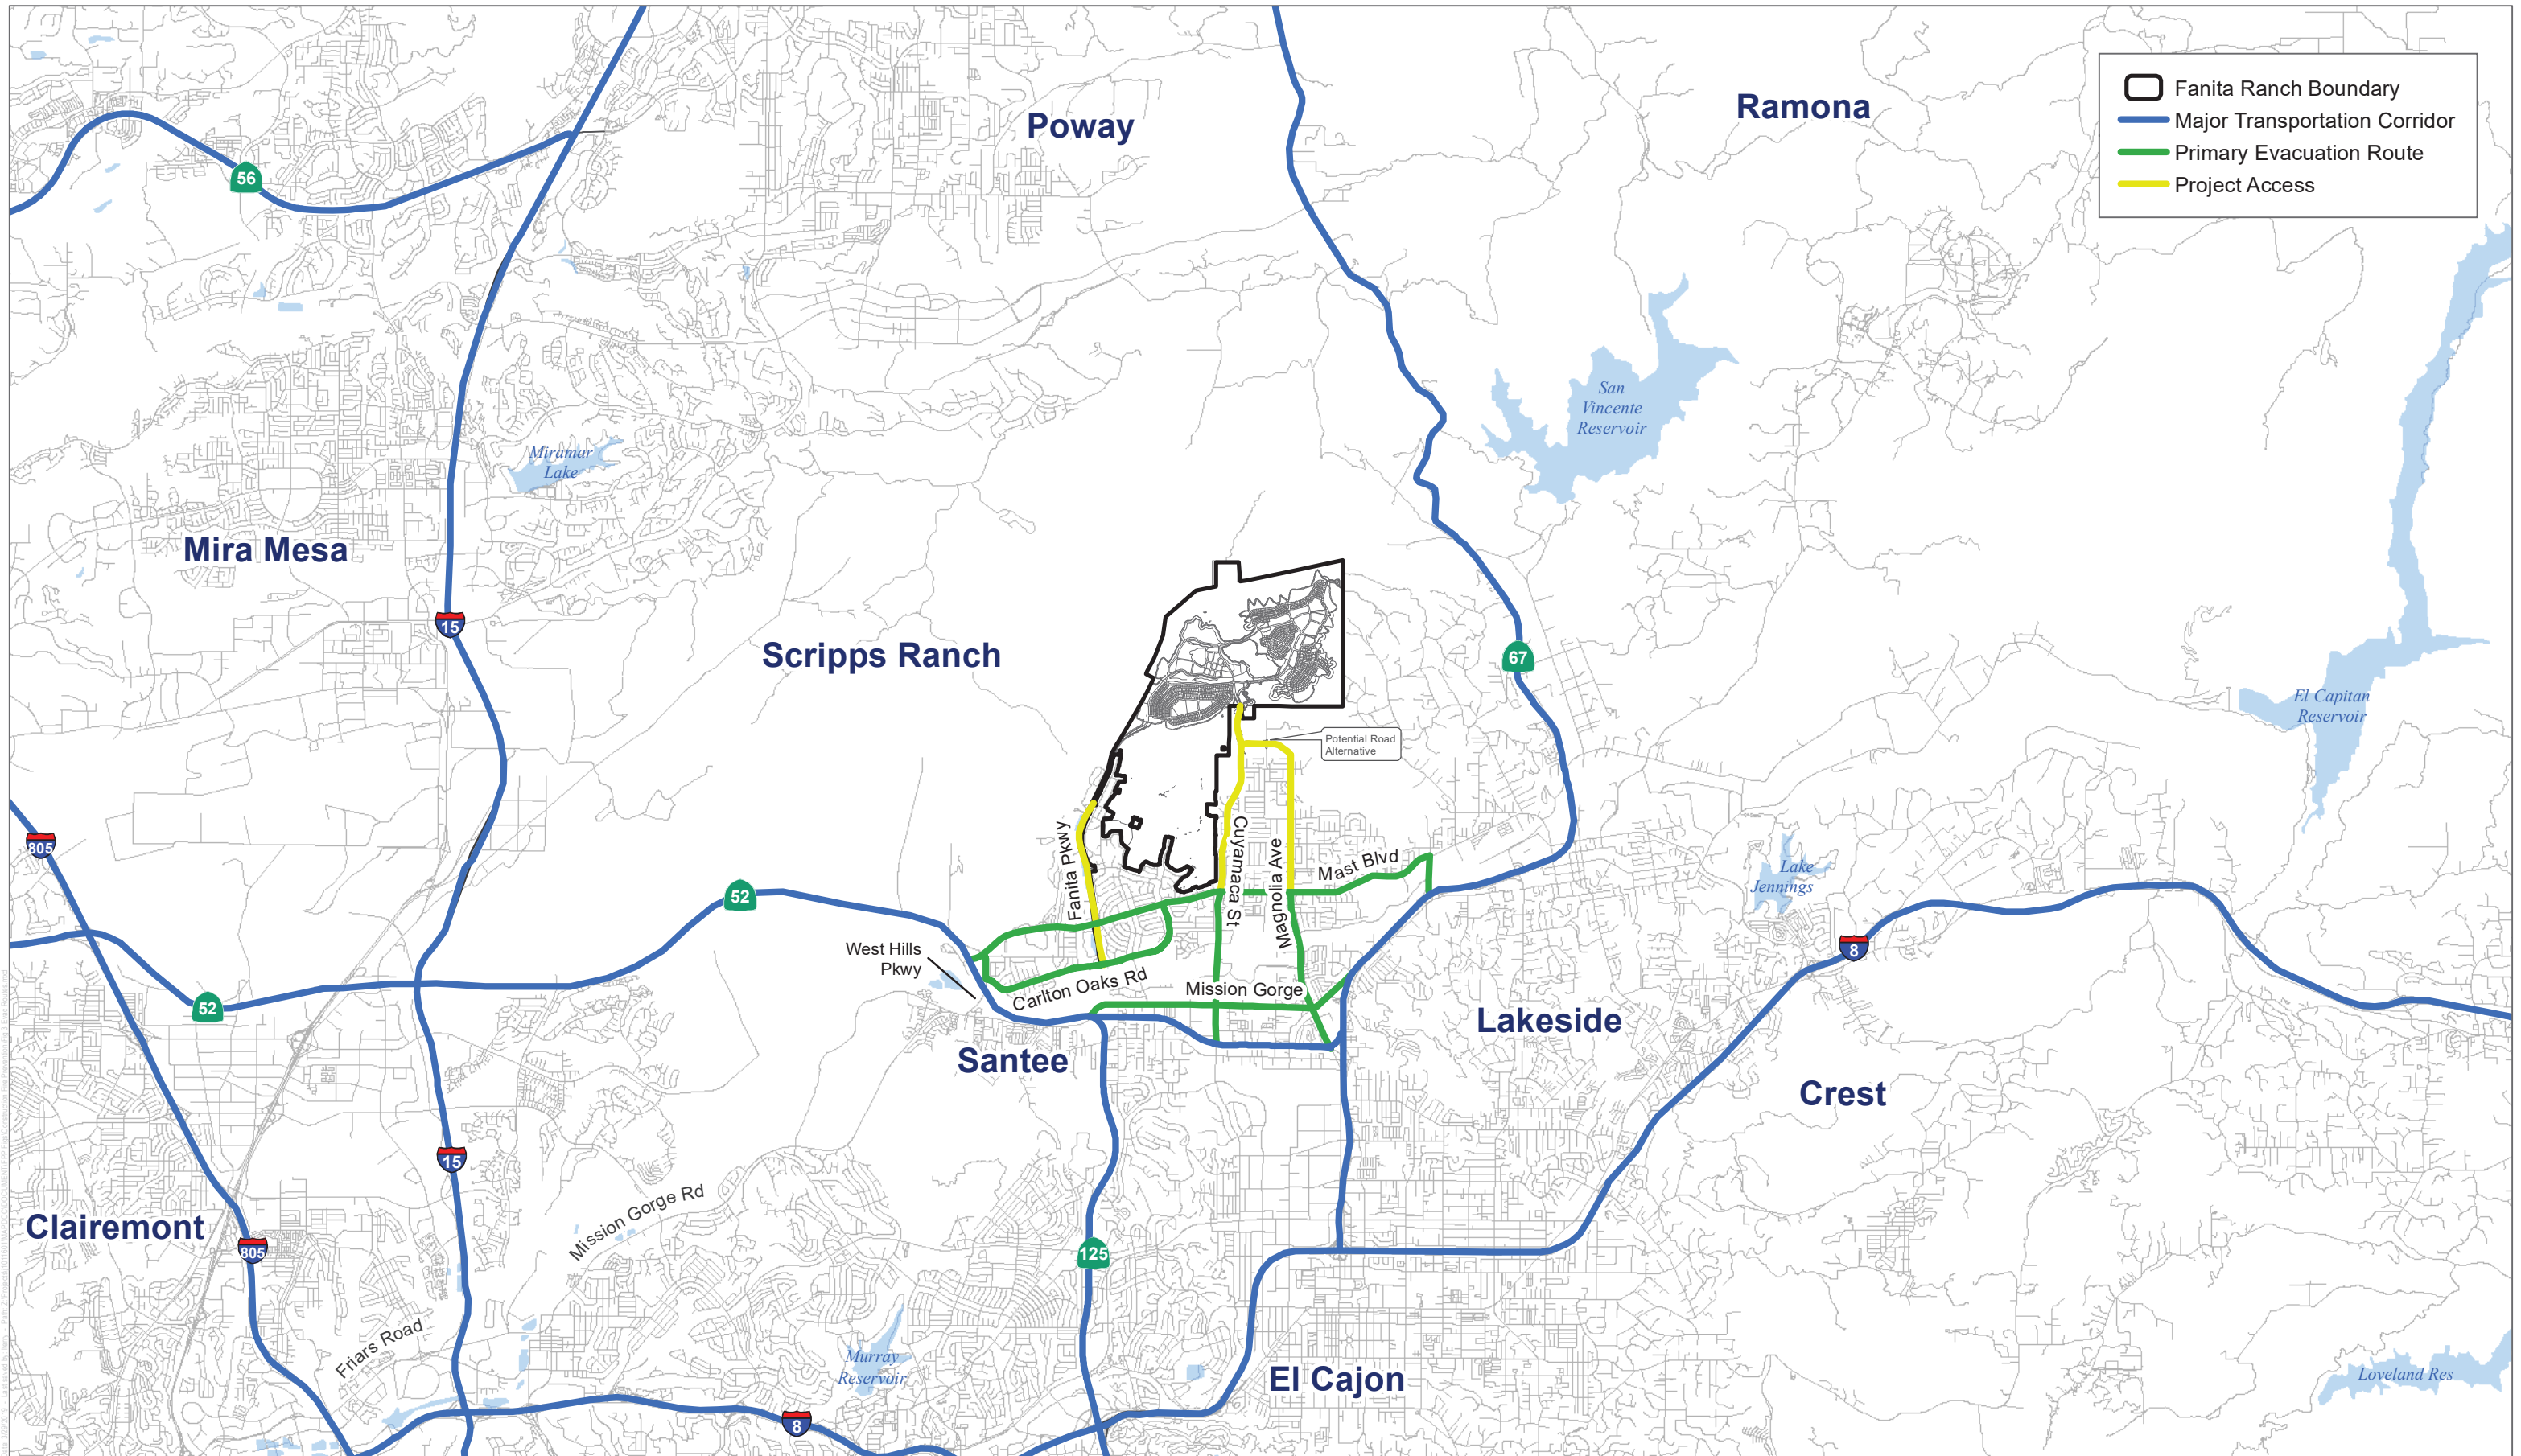 Fanita Ranch Boundary
Major Transportation Corridor
Primary Evacuation Route
Project Access
Poway
Ramona
56
San
Vincente
Reservoir
Miramar
Lake
Mira Mesa
15
Scripps Ranch
67
El Capitan
Reservoir
Potential Road
Alternative
805
Fanita Pkwy
Cuyamaca St
Magnolia Ave
Mast Blvd
Lake
Jennings
52
8
West Hills
Pkwy
Carlton Oaks Rd
Mission Gorge
52
Lakeside
Santee
Crest
15
Mission Gorge Rd
Clairemont
805
125
Friars Road
Murray
Reservoir
El Cajon
Loveland Res
8